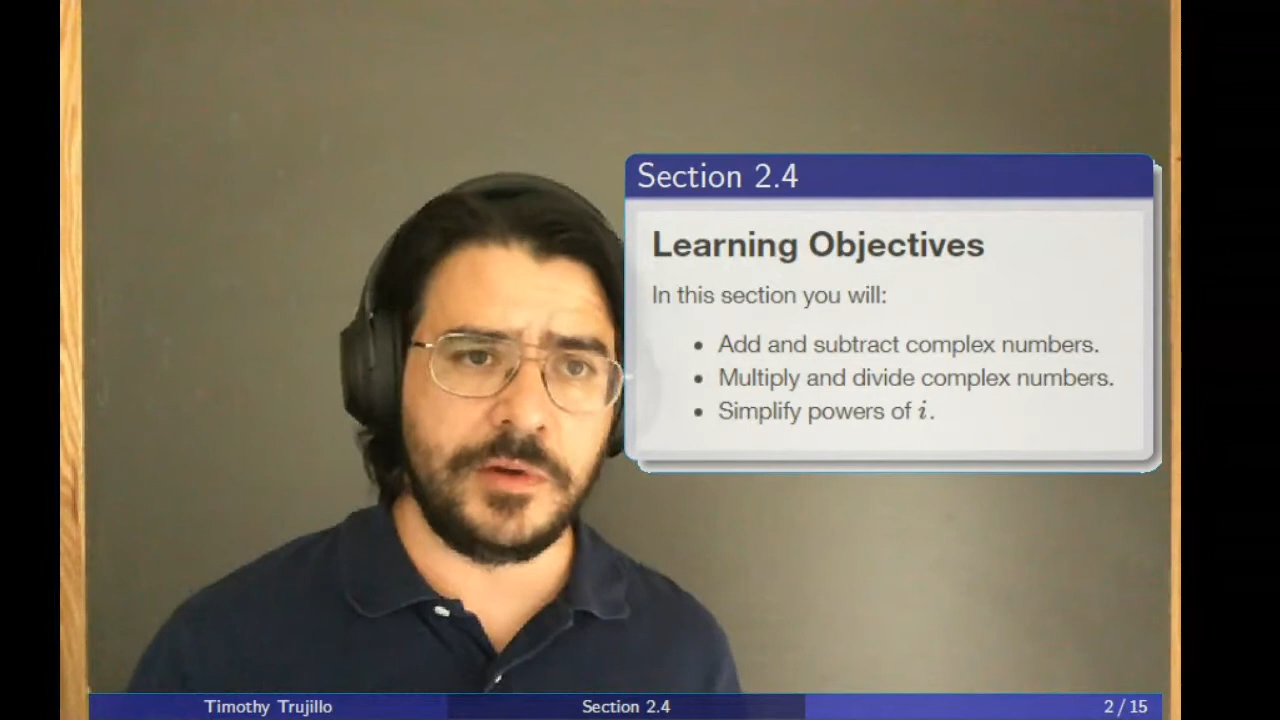 Section 2.4
Learning Objectives
In this section you will:
• Add and subtract complex numbers.
• Multiply and divide complex numbers.
• Simplify powers of i.
Timothy Trujillo
Section 2.4
2 / 15